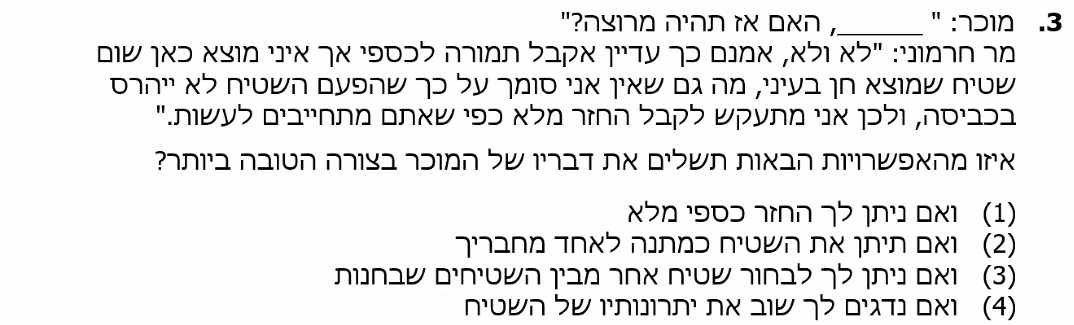 3. מוכר: " ______, האם אז תהיה מרוצה?"
מר חרמוני: "לא ולא, אמנם כך עדיין אקבל תמורה לכספי אך איני מוצא כאן שום
שטיח שמוצא חן בעיני, מה גם שאין אני סומך על כך שהפעם השטיח לא ייהרס
בכביסה, ולכן אני מתעקש לקבל החזר מלא כפי שאתם מתחייבים לעשות."
איזו מהאפשרויות הבאות תשלים את דבריו של המוכר בצורה הטובה ביותר?
(1) ואם ניתן לך החזר כספי מלא
(2) ואם תיתן את השטיח כמתנה לאחד מחבריך
(3) ואם ניתן לך לבחור שטיח אחר מבין השטיחים שבחנות
(4) ואם נדגים לך שוב את יתרונותיו של השטיח